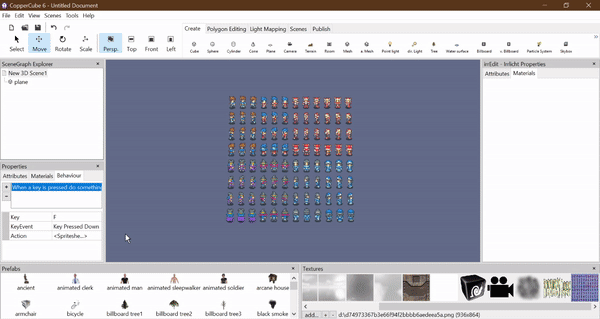 CopperCube 6 - Untitled Document
File Edit Scenes Tools Help
Select Move Rotate Scale Persp. Top Front Left
Create Polygon Editing Light Mapping Scenes Publish
Cube Sphere Cylinder Cone Plane Camera Terrain Room Mesh a. Mesh Point light dir. Light Tree Water surface Billboard Billboard Particle System Skybox
SceneGraph Explorer
New 3D Scene1
plane
irrEdit - Irrlicht Properties
Attributes Materials
Properties
Attributes Materials Behaviour
When a key is pressed do somethin
Key F
KeyEvent Key Pressed Down
Action <Spriteshe...>
Prefabs
ancient animated clerk animated man animated sleepwalker animated soldier arcane house
armchair bicycle billboard tree1 billboard tree2 billboard tree3 black smoke
Textures
add... + - d:\d74973367b3e66f94f2bbbb6aedeea5a.png (936x864)